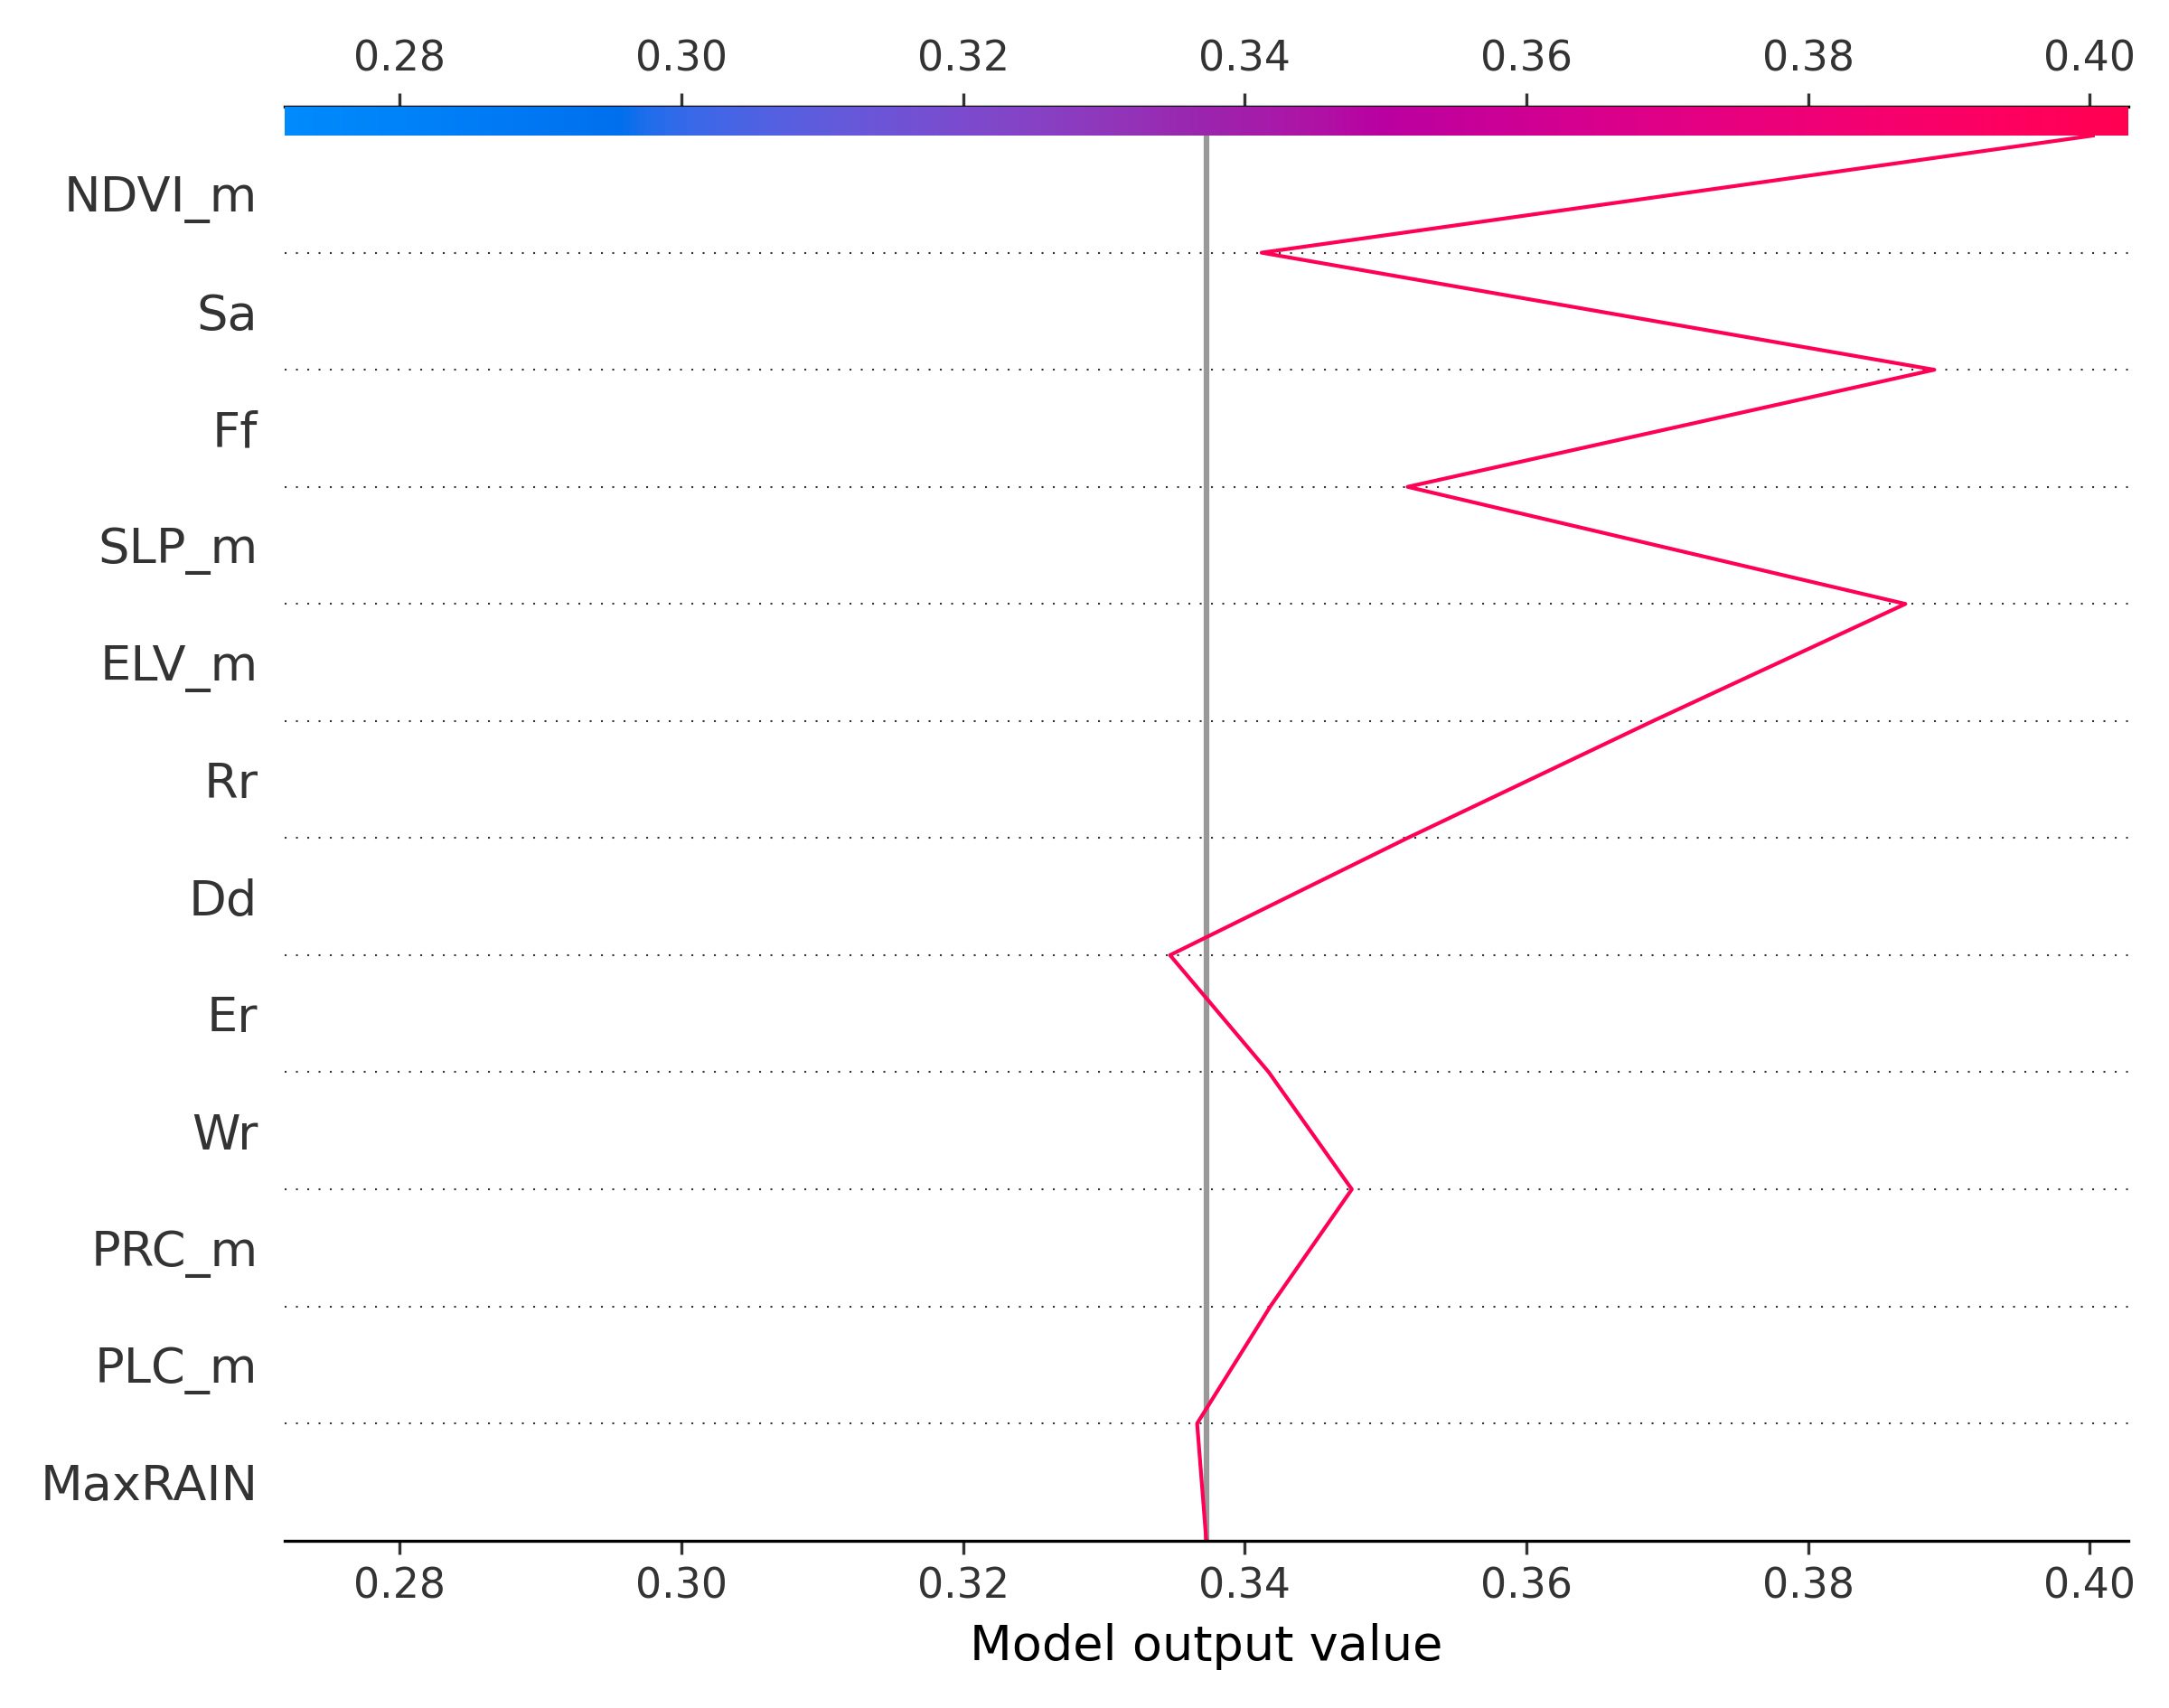 0.28 0.30 0.32 0.34 0.36 0.38 0.40
NDVI_m
Sa
Ff
SLP_m
ELV_m
Rr
Dd
Er
Wr
PRC_m
PLC_m
MaxRAIN
0.28 0.30 0.32 0.34 0.36 0.38 0.40
Model output value